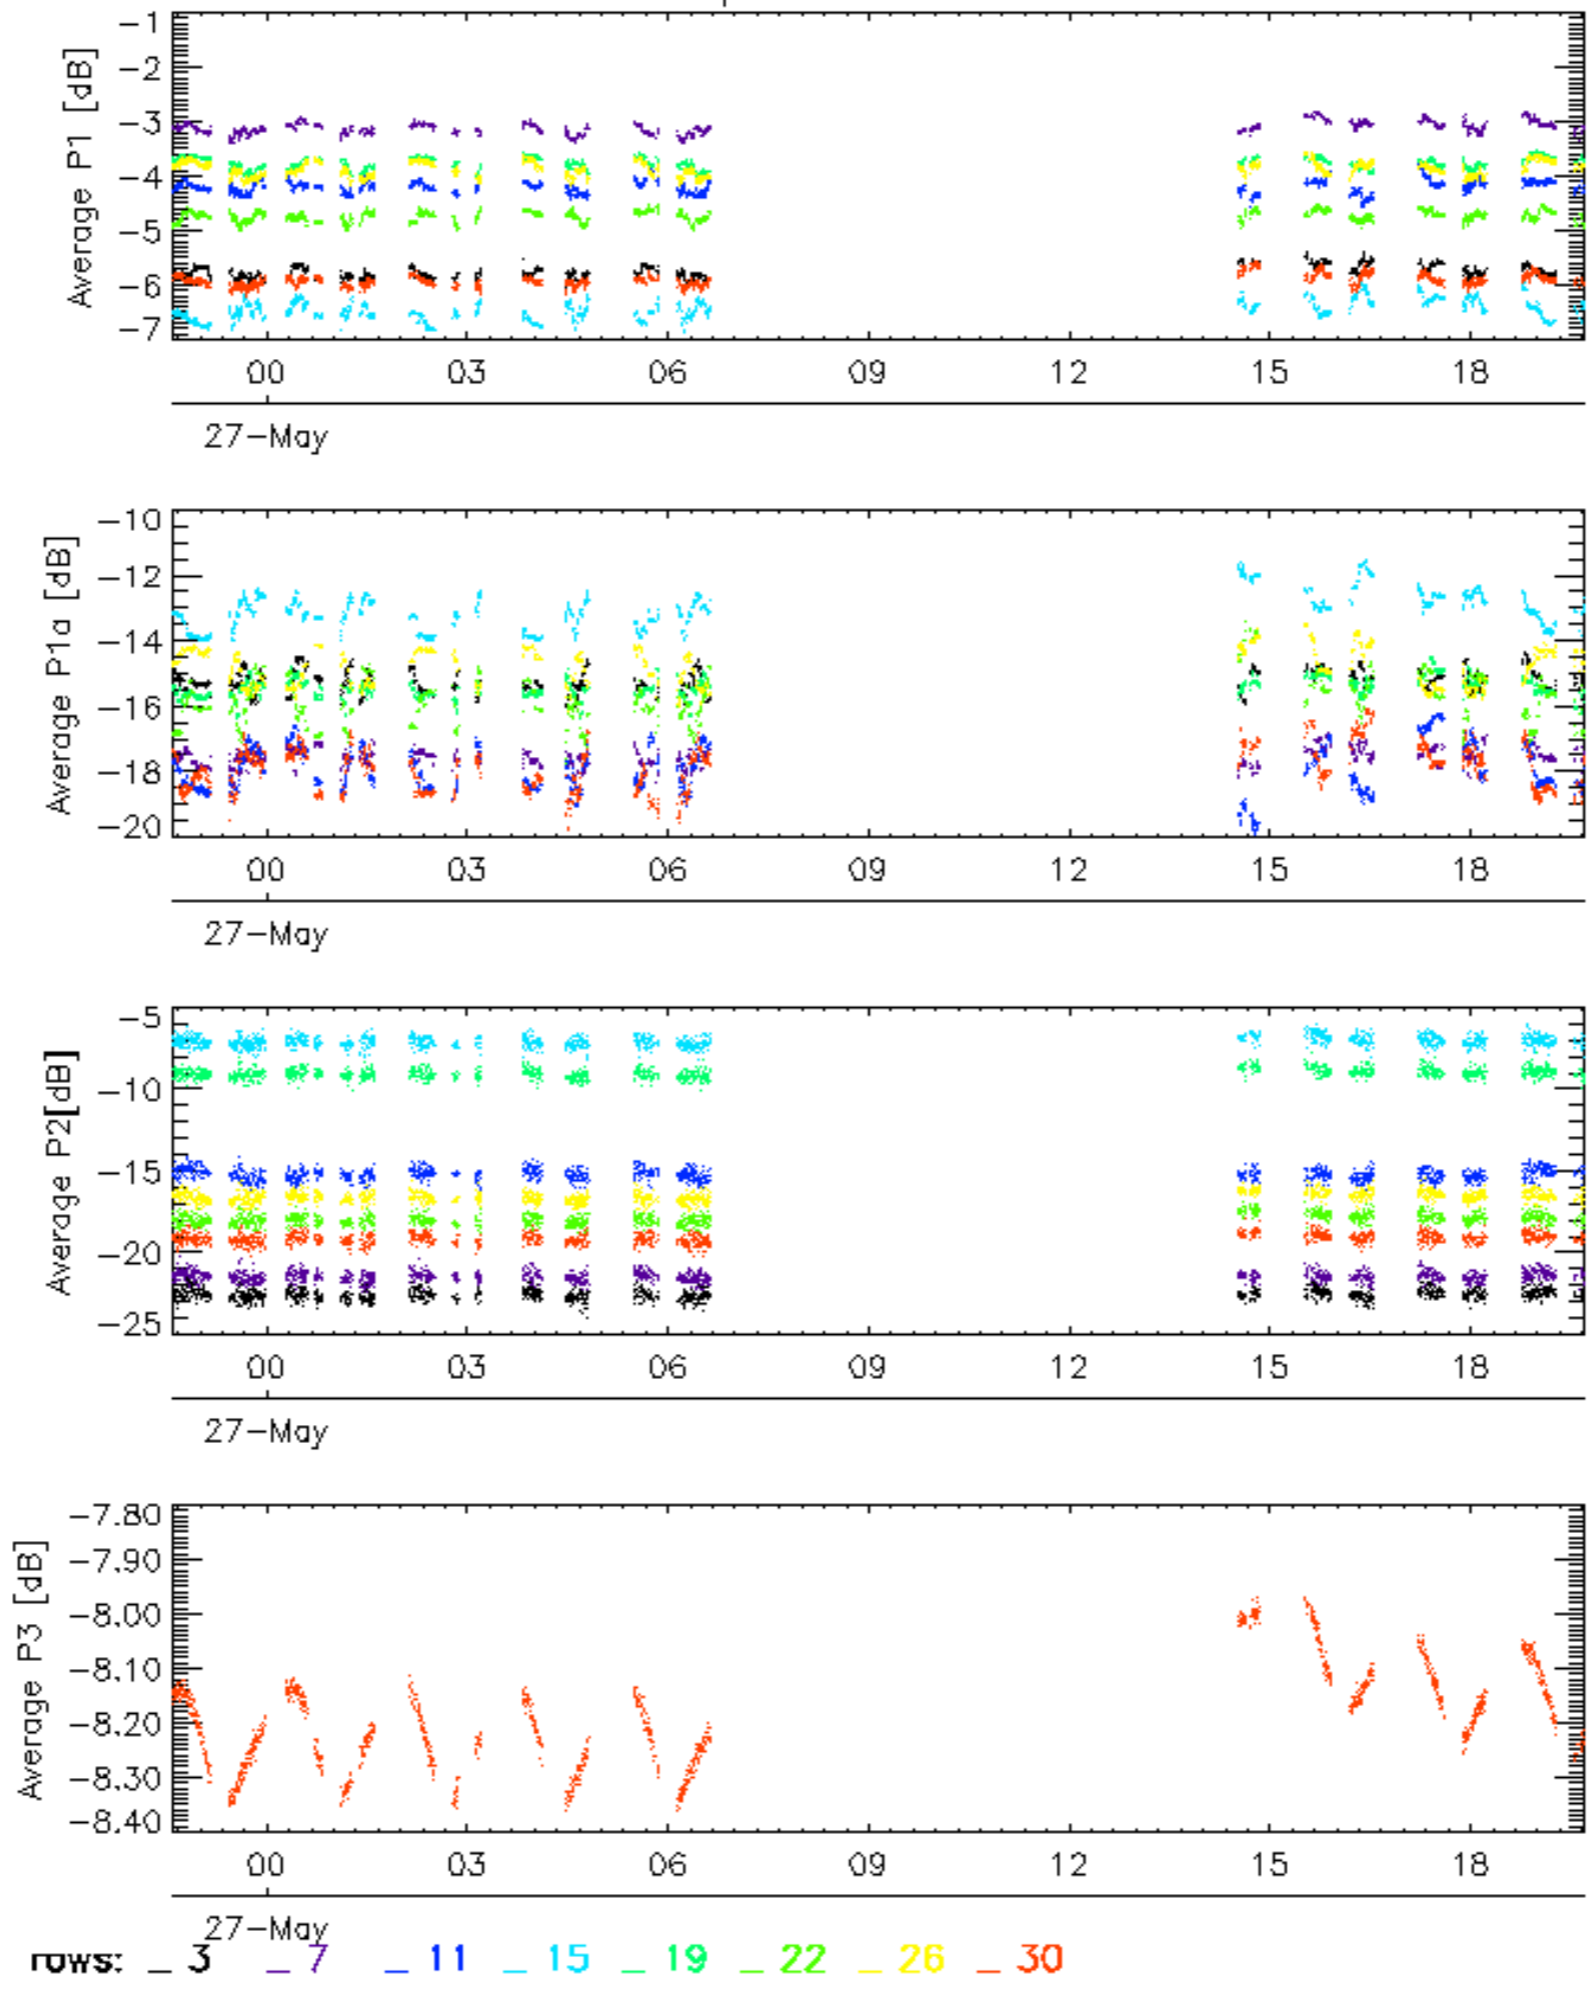 Average P1 [dB]
-1
-2
-3
-4
-5
-6
-7
00 03 06 09 12 15 18
27-May
Average P1a [dB]
-10
-12
-14
-16
-18
-20
00 03 06 09 12 15 18
27-May
Average P2[dB]
-5
-10
-15
-20
-25
00 03 06 09 12 15 18
27-May
Average P3 [dB]
-7.80
-7.90
-8.00
-8.10
-8.20
-8.30
-8.40
00 03 06 09 12 15 18
27-May
rows: _ 3 _ 7 _ 11 _ 15 _ 19 _ 22 _ 26 _ 30